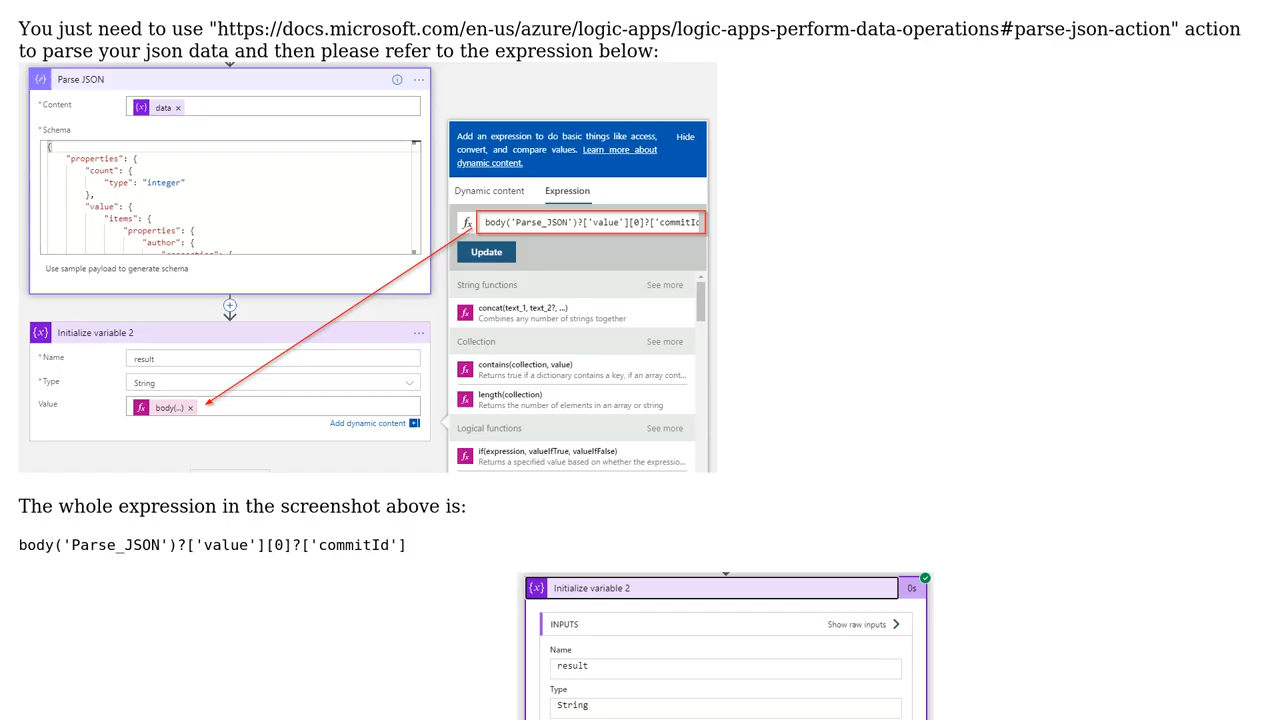 You just need to use "https://docs.microsoft.com/en-us/azure/logic-apps/logic-apps-perform-data-operations#parse-json-action" action
to parse your json data and then please refer to the expression below:
Parse JSON
*Content
data ×
*Schema
{
"properties": {
"count": {
"type": "integer"
},
"value": {
"items": {
"properties": {
"author": {
Use sample payload to generate schema
Initialize variable 2
*Name
result
*Type
String
Value
fx body(...) ×
Add dynamic content
Add an expression to do basic things like access,
convert, and compare values. Learn more about
dynamic content.
Hide
Dynamic content Expression
fx body('Parse_JSON')?['value'][0]?['commitId
Update
String functions See more
fx concat(text_1, text_2?, ...)
Combines any number of strings together
Collection See more
fx contains(collection, value)
Returns true if a dictionary contains a key, if an array cont...
fx length(collection)
Returns the number of elements in an array or string
Logical functions See more
fx if(expression, valueIfTrue, valueIfFalse)
Returns a specified value based on whether the expressio...
The whole expression in the screenshot above is:
body('Parse_JSON')?['value'][0]?['commitId']
{x} Initialize variable 2 0s
INPUTS Show raw inputs
Name
result
Type
String